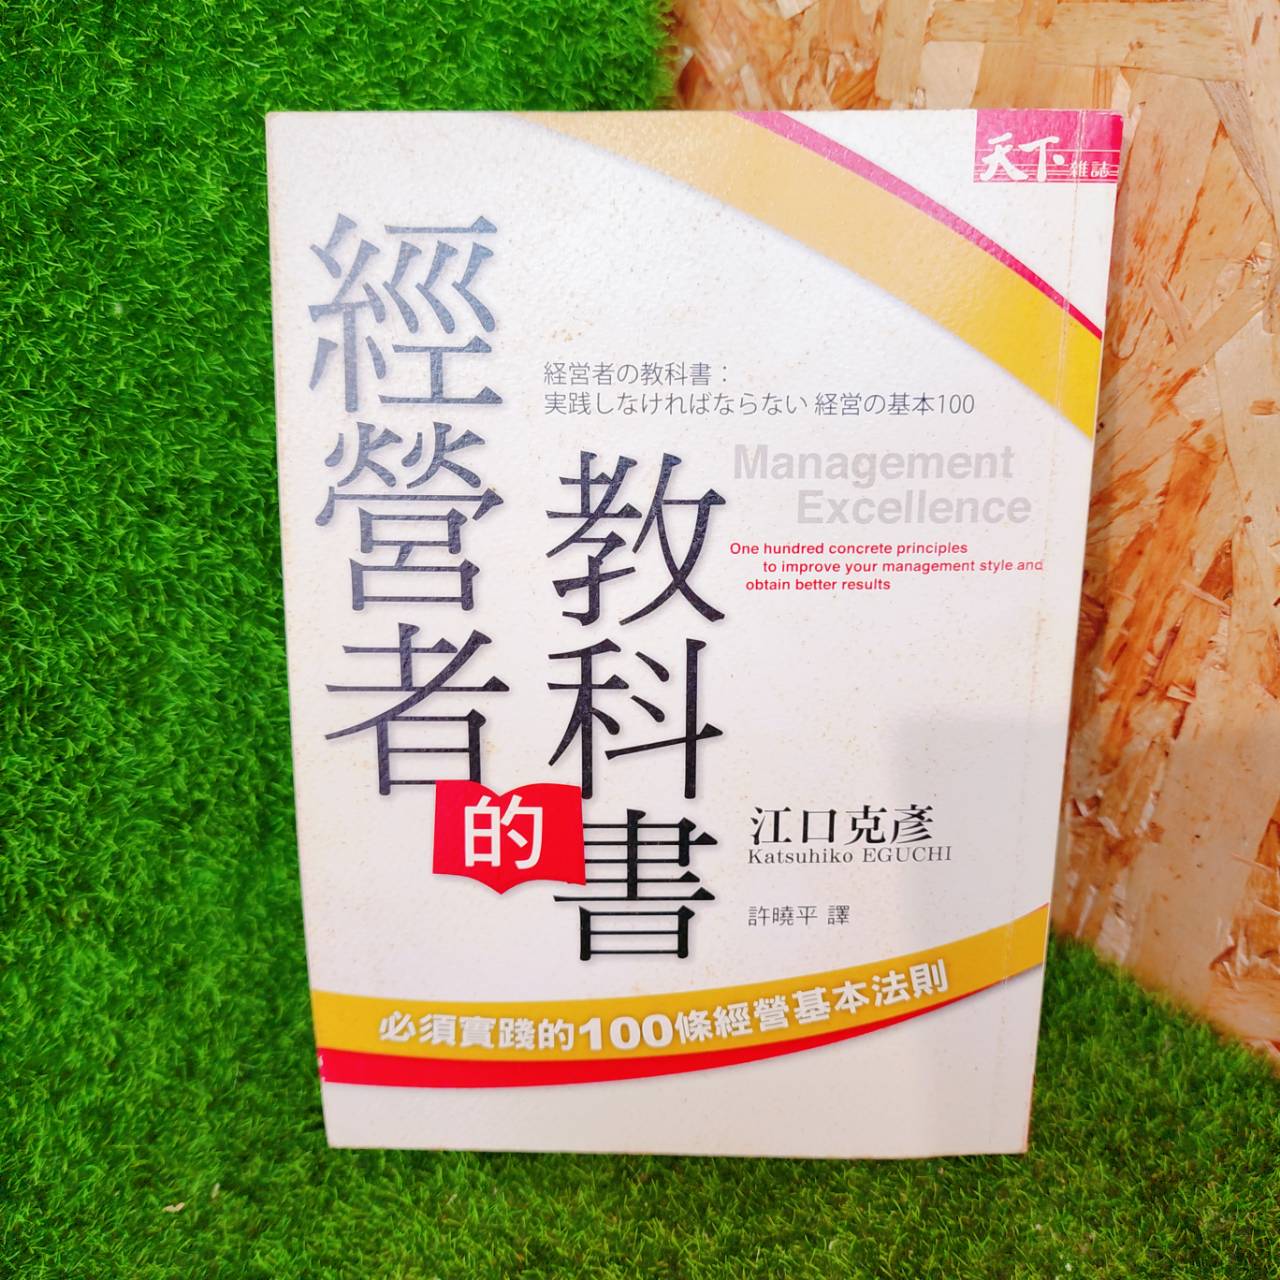 天下雜誌
經營者
的
教科書
経営者の教科書：
実践しなければならない 経営の基本100
Management
Excellence
One hundred concrete principles
to improve your management style and
obtain better results
江口克彥
Katsuhiko EGUCHI
許曉平 譯
必須實踐的100條經營基本法則